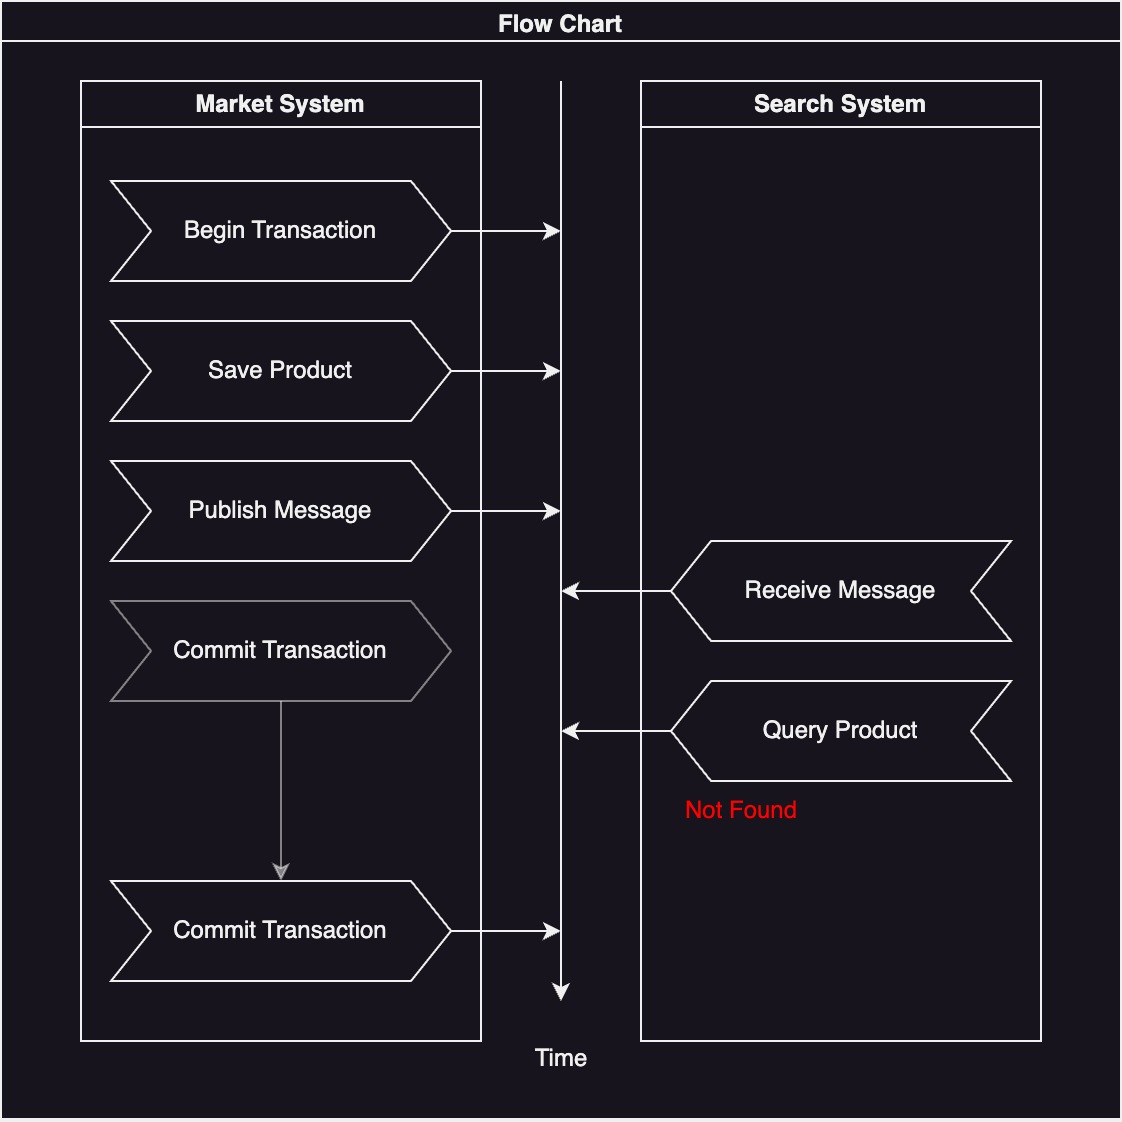 Flow Chart
Market System
Search System
Begin Transaction
Save Product
Publish Message
Receive Message
Commit Transaction
Query Product
Not Found
Commit Transaction
Time